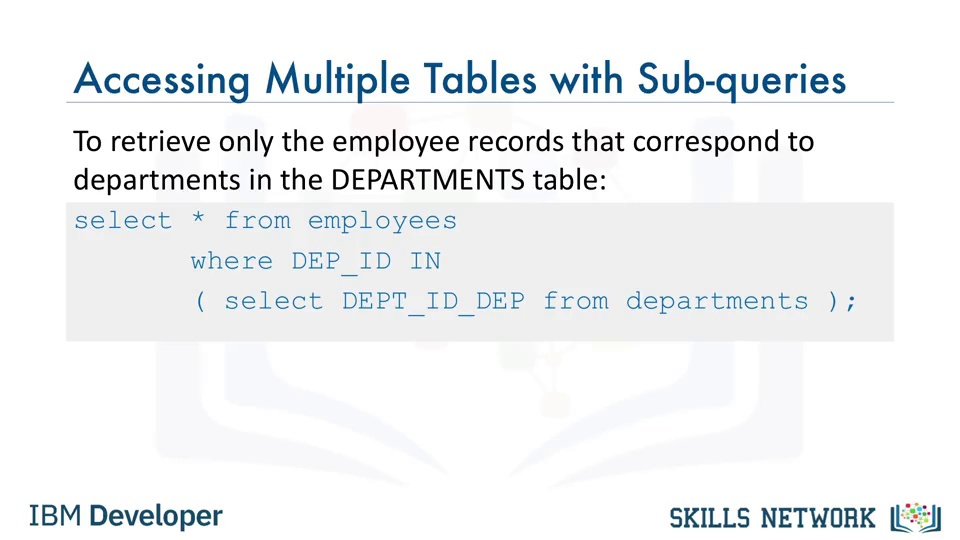 Accessing Multiple Tables with Sub-queries
To retrieve only the employee records that correspond to
departments in the DEPARTMENTS table:
select * from employees
where DEP_ID IN
( select DEPT_ID_DEP from departments );
IBM Developer
SKILLS NETWORK